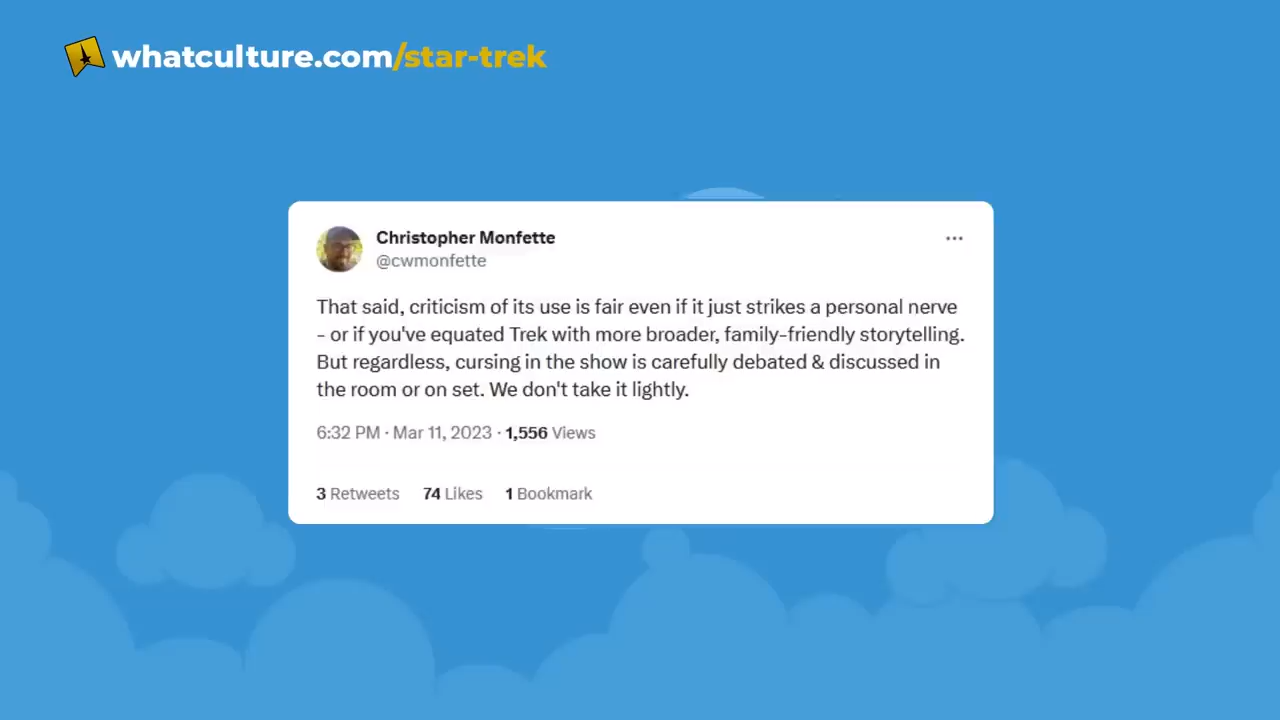 whatculture.com/star-trek
Christopher Monfette
@cwmonfette
That said, criticism of its use is fair even if it just strikes a personal nerve
- or if you've equated Trek with more broader, family-friendly storytelling.
But regardless, cursing in the show is carefully debated & discussed in
the room or on set. We don't take it lightly.
6:32 PM · Mar 11, 2023 · 1,556 Views
3 Retweets 74 Likes 1 Bookmark